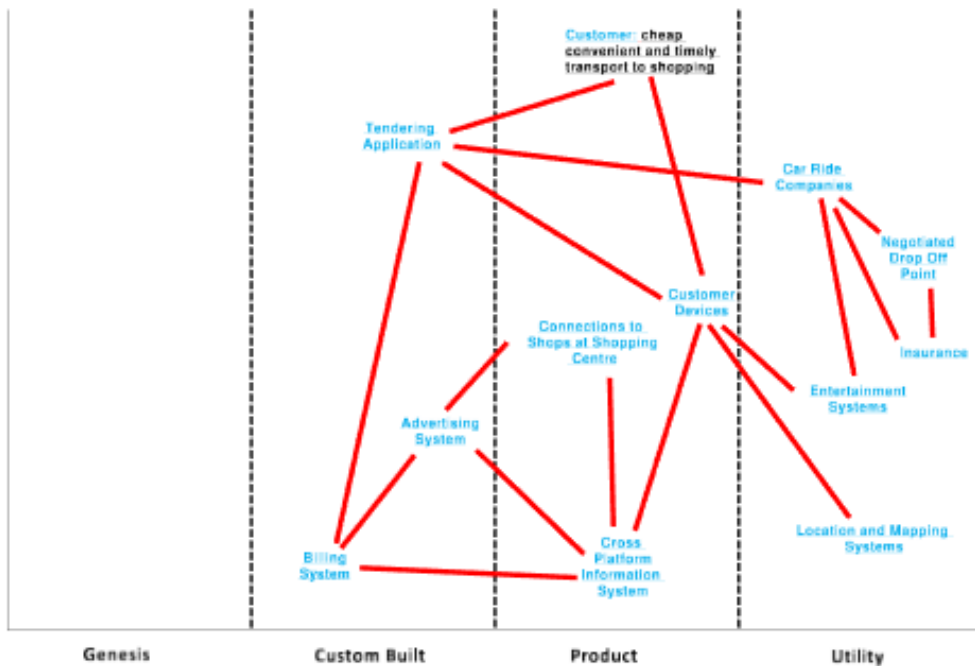 Customer: cheap
convenient and timely
transport to shopping
Tendering
Application
Car Ride
Companies
Negotiated
Drop Off
Point
Customer
Devices
Connections to
Shops at Shopping
Centre
Insurance
Entertainment
Systems
Advertising
System
Location and Mapping
Systems
Billing
System
Cross
Platform
Information
System
Genesis
Custom Built
Product
Utility